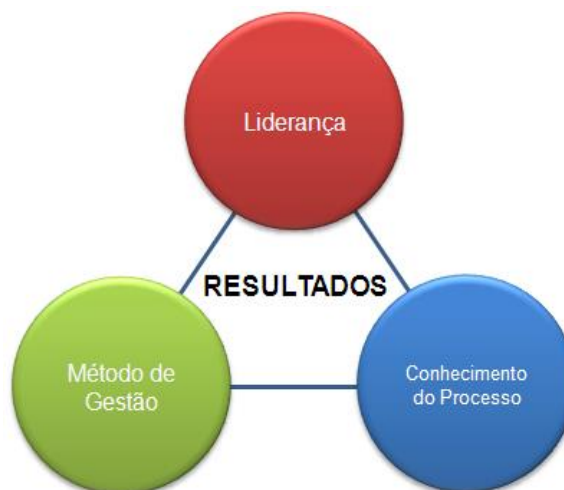 Liderança
RESULTADOS
Método de
Gestão
Conhecimento
do Processo